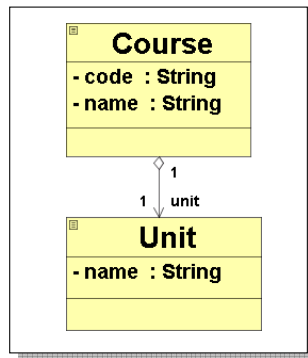 Course
- code : String
- name : String
1
1 unit
Unit
- name : String